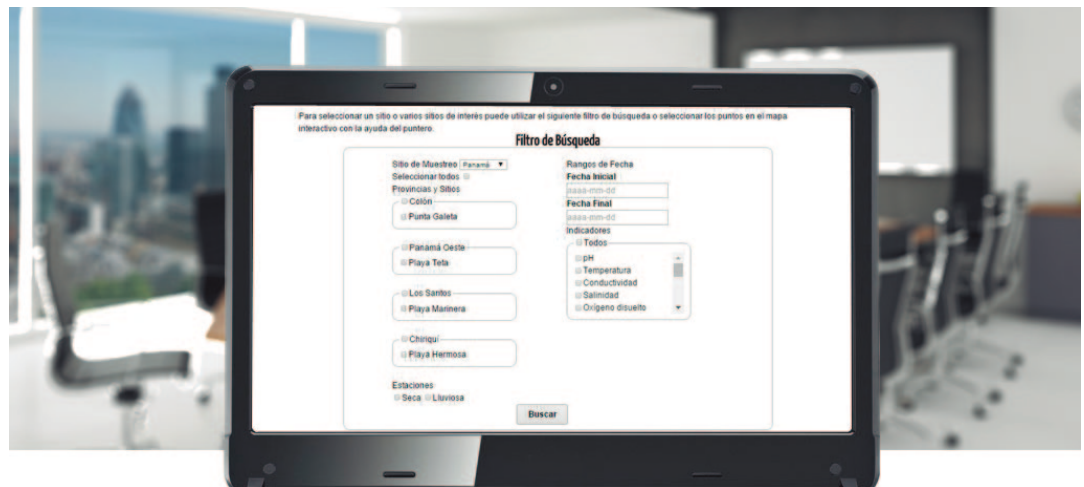 Para seleccionar un sitio o varios sitios de interés puede utilizar el siguiente filtro de búsqueda o seleccionar los puntos en el mapa
interactivo con la ayuda del puntero.
Filtro de Búsqueda
Sitio de Muestreo Panamá
Seleccionar todos
Provincias y Sitios
Colón
Punta Galeta
Panamá Oeste
Playa Teta
Los Santos
Playa Marinera
Chiriquí
Playa Hermosa
Estaciones
Seca Lluviosa
Rangos de Fecha
Fecha Inicial
aaaa-mm-dd
Fecha Final
aaaa-mm-dd
Indicadores
Todos
pH
Temperatura
Conductividad
Salinidad
Oxígeno disuelto
Buscar